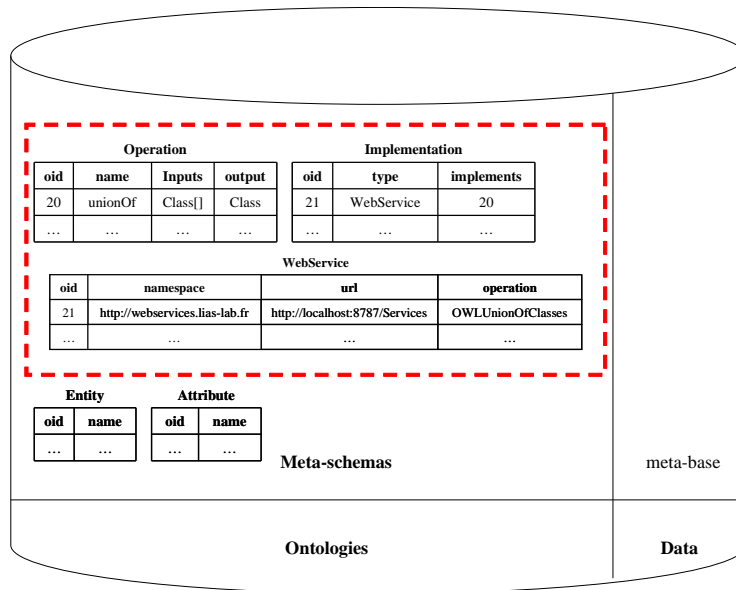 Operation
oid name Inputs output
20 unionOf Class[] Class
... ... ... ...
Implementation
oid type implements
21 WebService 20
... ... ...
WebService
oid namespace url operation
21 http://webservices.lias-lab.fr http://localhost:8787/Services OWLUnionOfClasses
... ... ... ...
Entity
oid name
... ...
Attribute
oid name
... ...
Meta-schemas
meta-base
Ontologies
Data